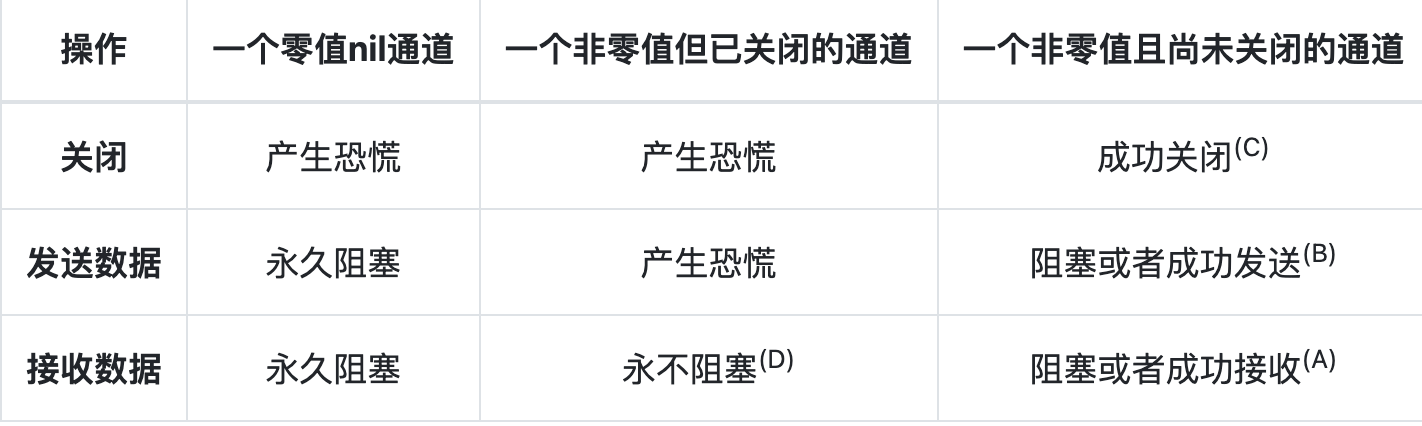 操作 一个零值nil通道 一个非零值但已关闭的通道 一个非零值且尚未关闭的通道
关闭 产生恐慌 产生恐慌 成功关闭(C)
发送数据 永久阻塞 产生恐慌 阻塞或者成功发送(B)
接收数据 永久阻塞 永不阻塞(D) 阻塞或者成功接收(A)